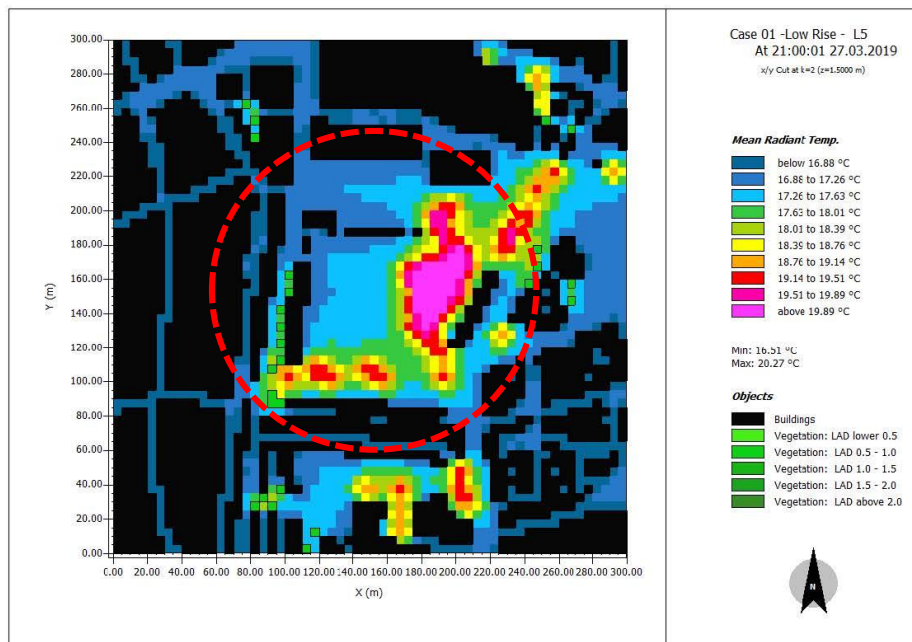 Case 01 -Low Rise - L5
At 21:00:01 27.03.2019
x/y Cut at k=2 (z=1.5000 m)
Mean Radiant Temp.
below 16.88 °C
16.88 to 17.26 °C
17.26 to 17.63 °C
17.63 to 18.01 °C
18.01 to 18.39 °C
18.39 to 18.76 °C
18.76 to 19.14 °C
19.14 to 19.51 °C
19.51 to 19.89 °C
above 19.89 °C
Min: 16.51 °C
Max: 20.27 °C
Objects
Buildings
Vegetation: LAD lower 0.5
Vegetation: LAD 0.5 - 1.0
Vegetation: LAD 1.0 - 1.5
Vegetation: LAD 1.5 - 2.0
Vegetation: LAD above 2.0
N
300.00
280.00
260.00
240.00
220.00
200.00
180.00
160.00
140.00
120.00
100.00
80.00
60.00
40.00
20.00
0.00
Y (m)
0.00 20.00 40.00 60.00 80.00 100.00 120.00 140.00 160.00 180.00 200.00 220.00 240.00 260.00 280.00 300.00
X (m)